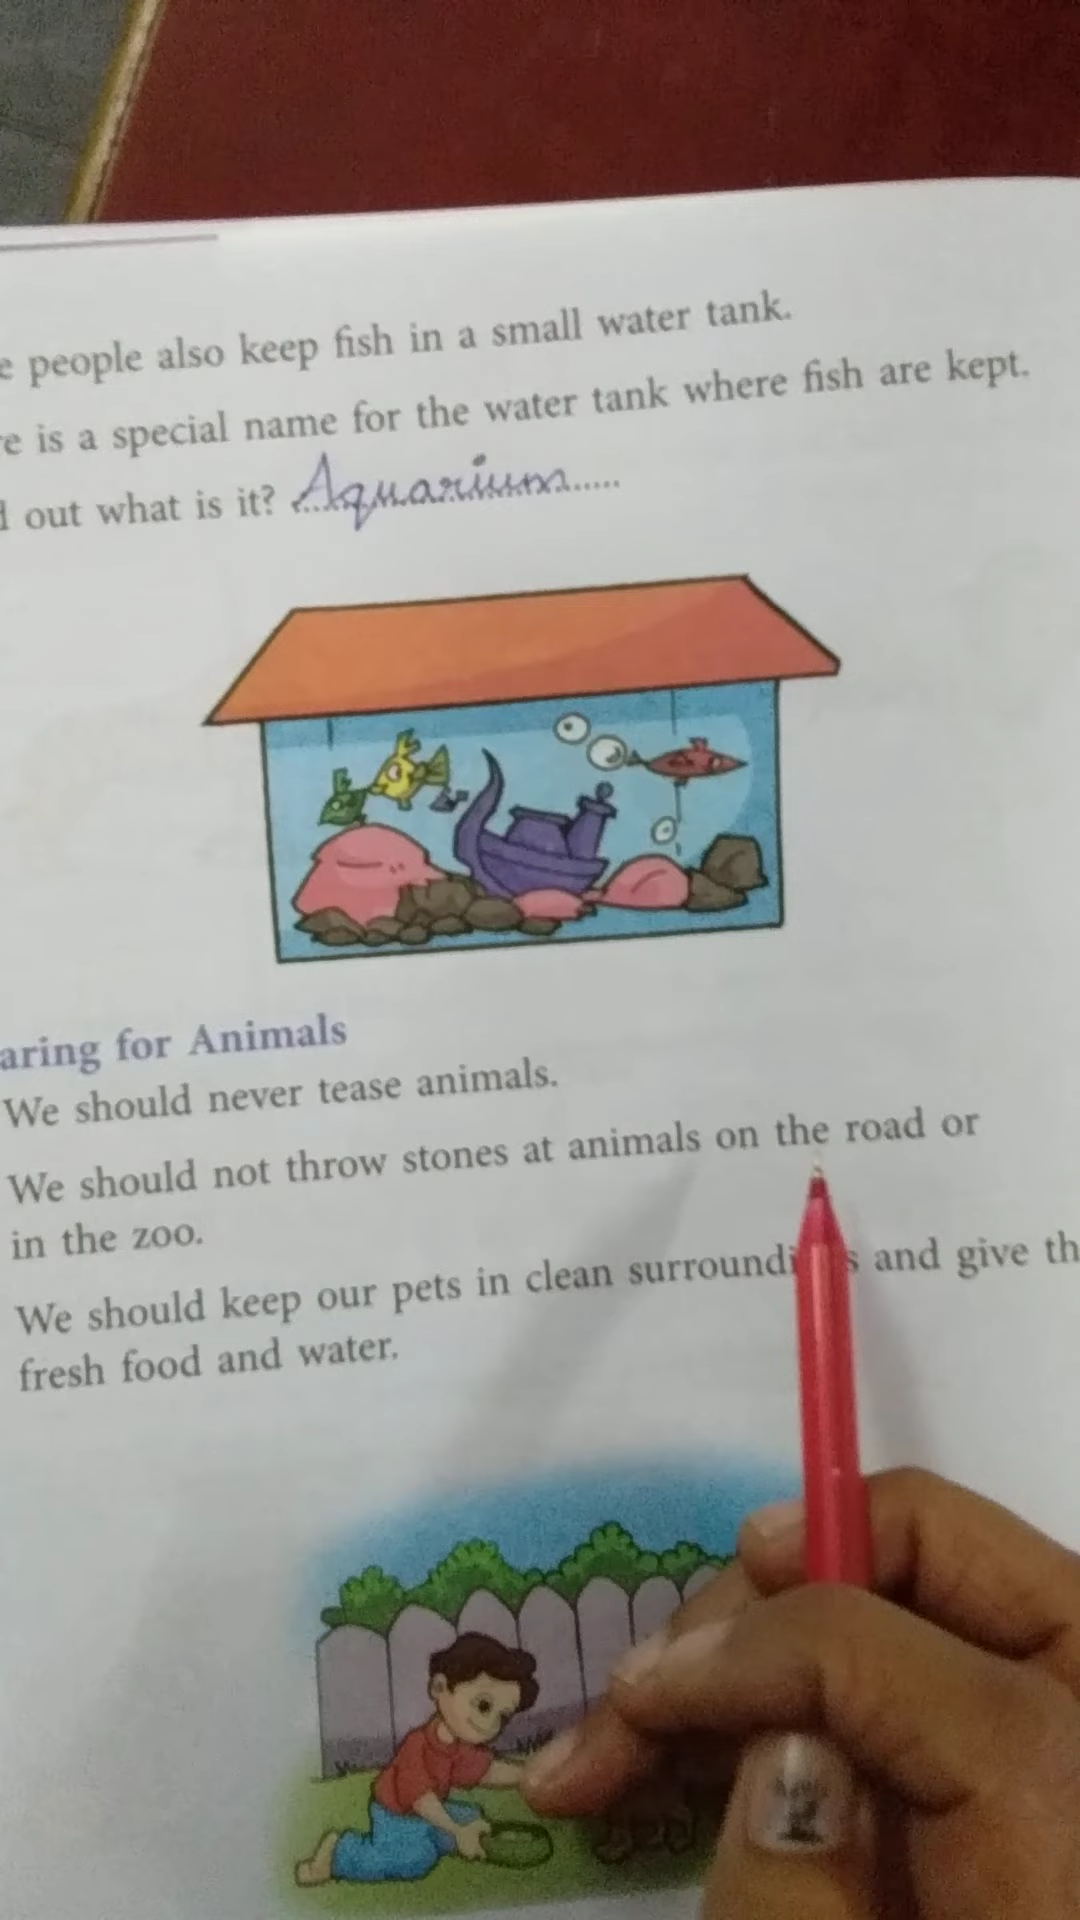 people also keep fish in a small water tank.
is a special name for the water tank where fish are kept.
out what is it? Aquarium.....
aring for Animals
We should never tease animals.
We should not throw stones at animals on the road or
in the zoo.
We should keep our pets in clean and give
fresh food and water.